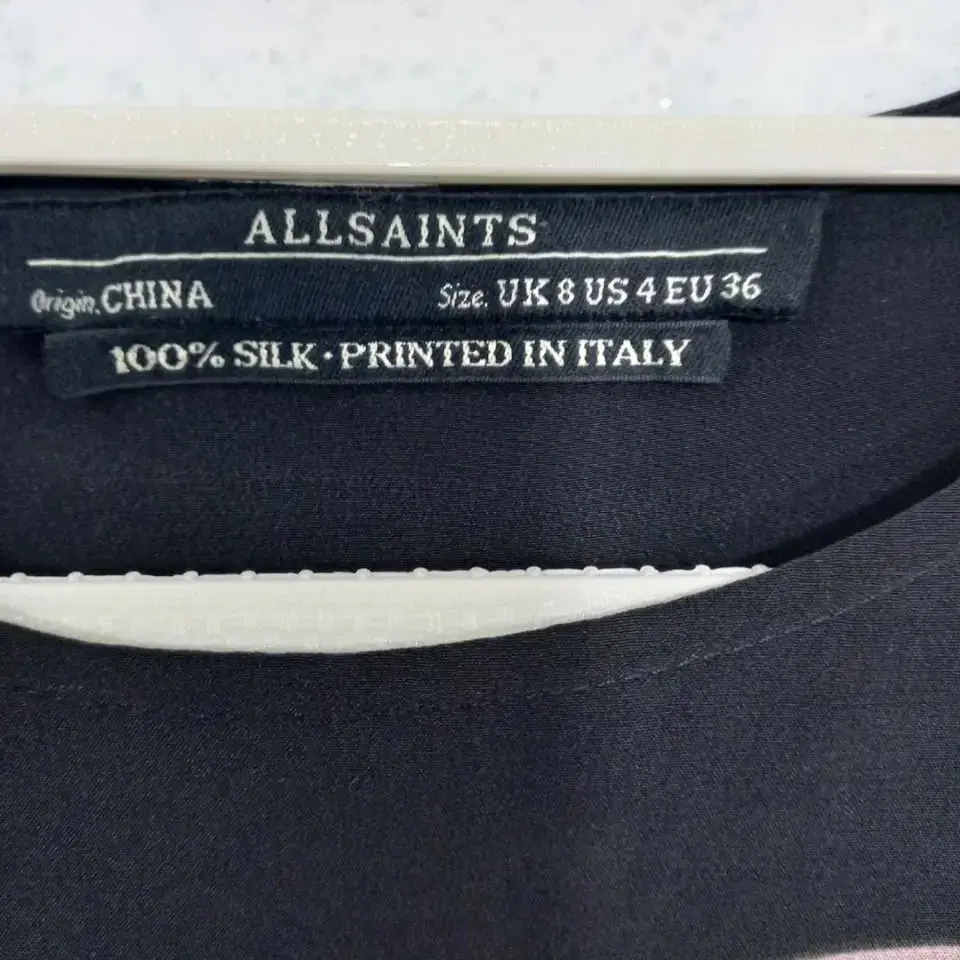 ALLSAINTS
Origin. CHINA Size. UK 8 US 4 EU 36
100% SILK · PRINTED IN ITALY